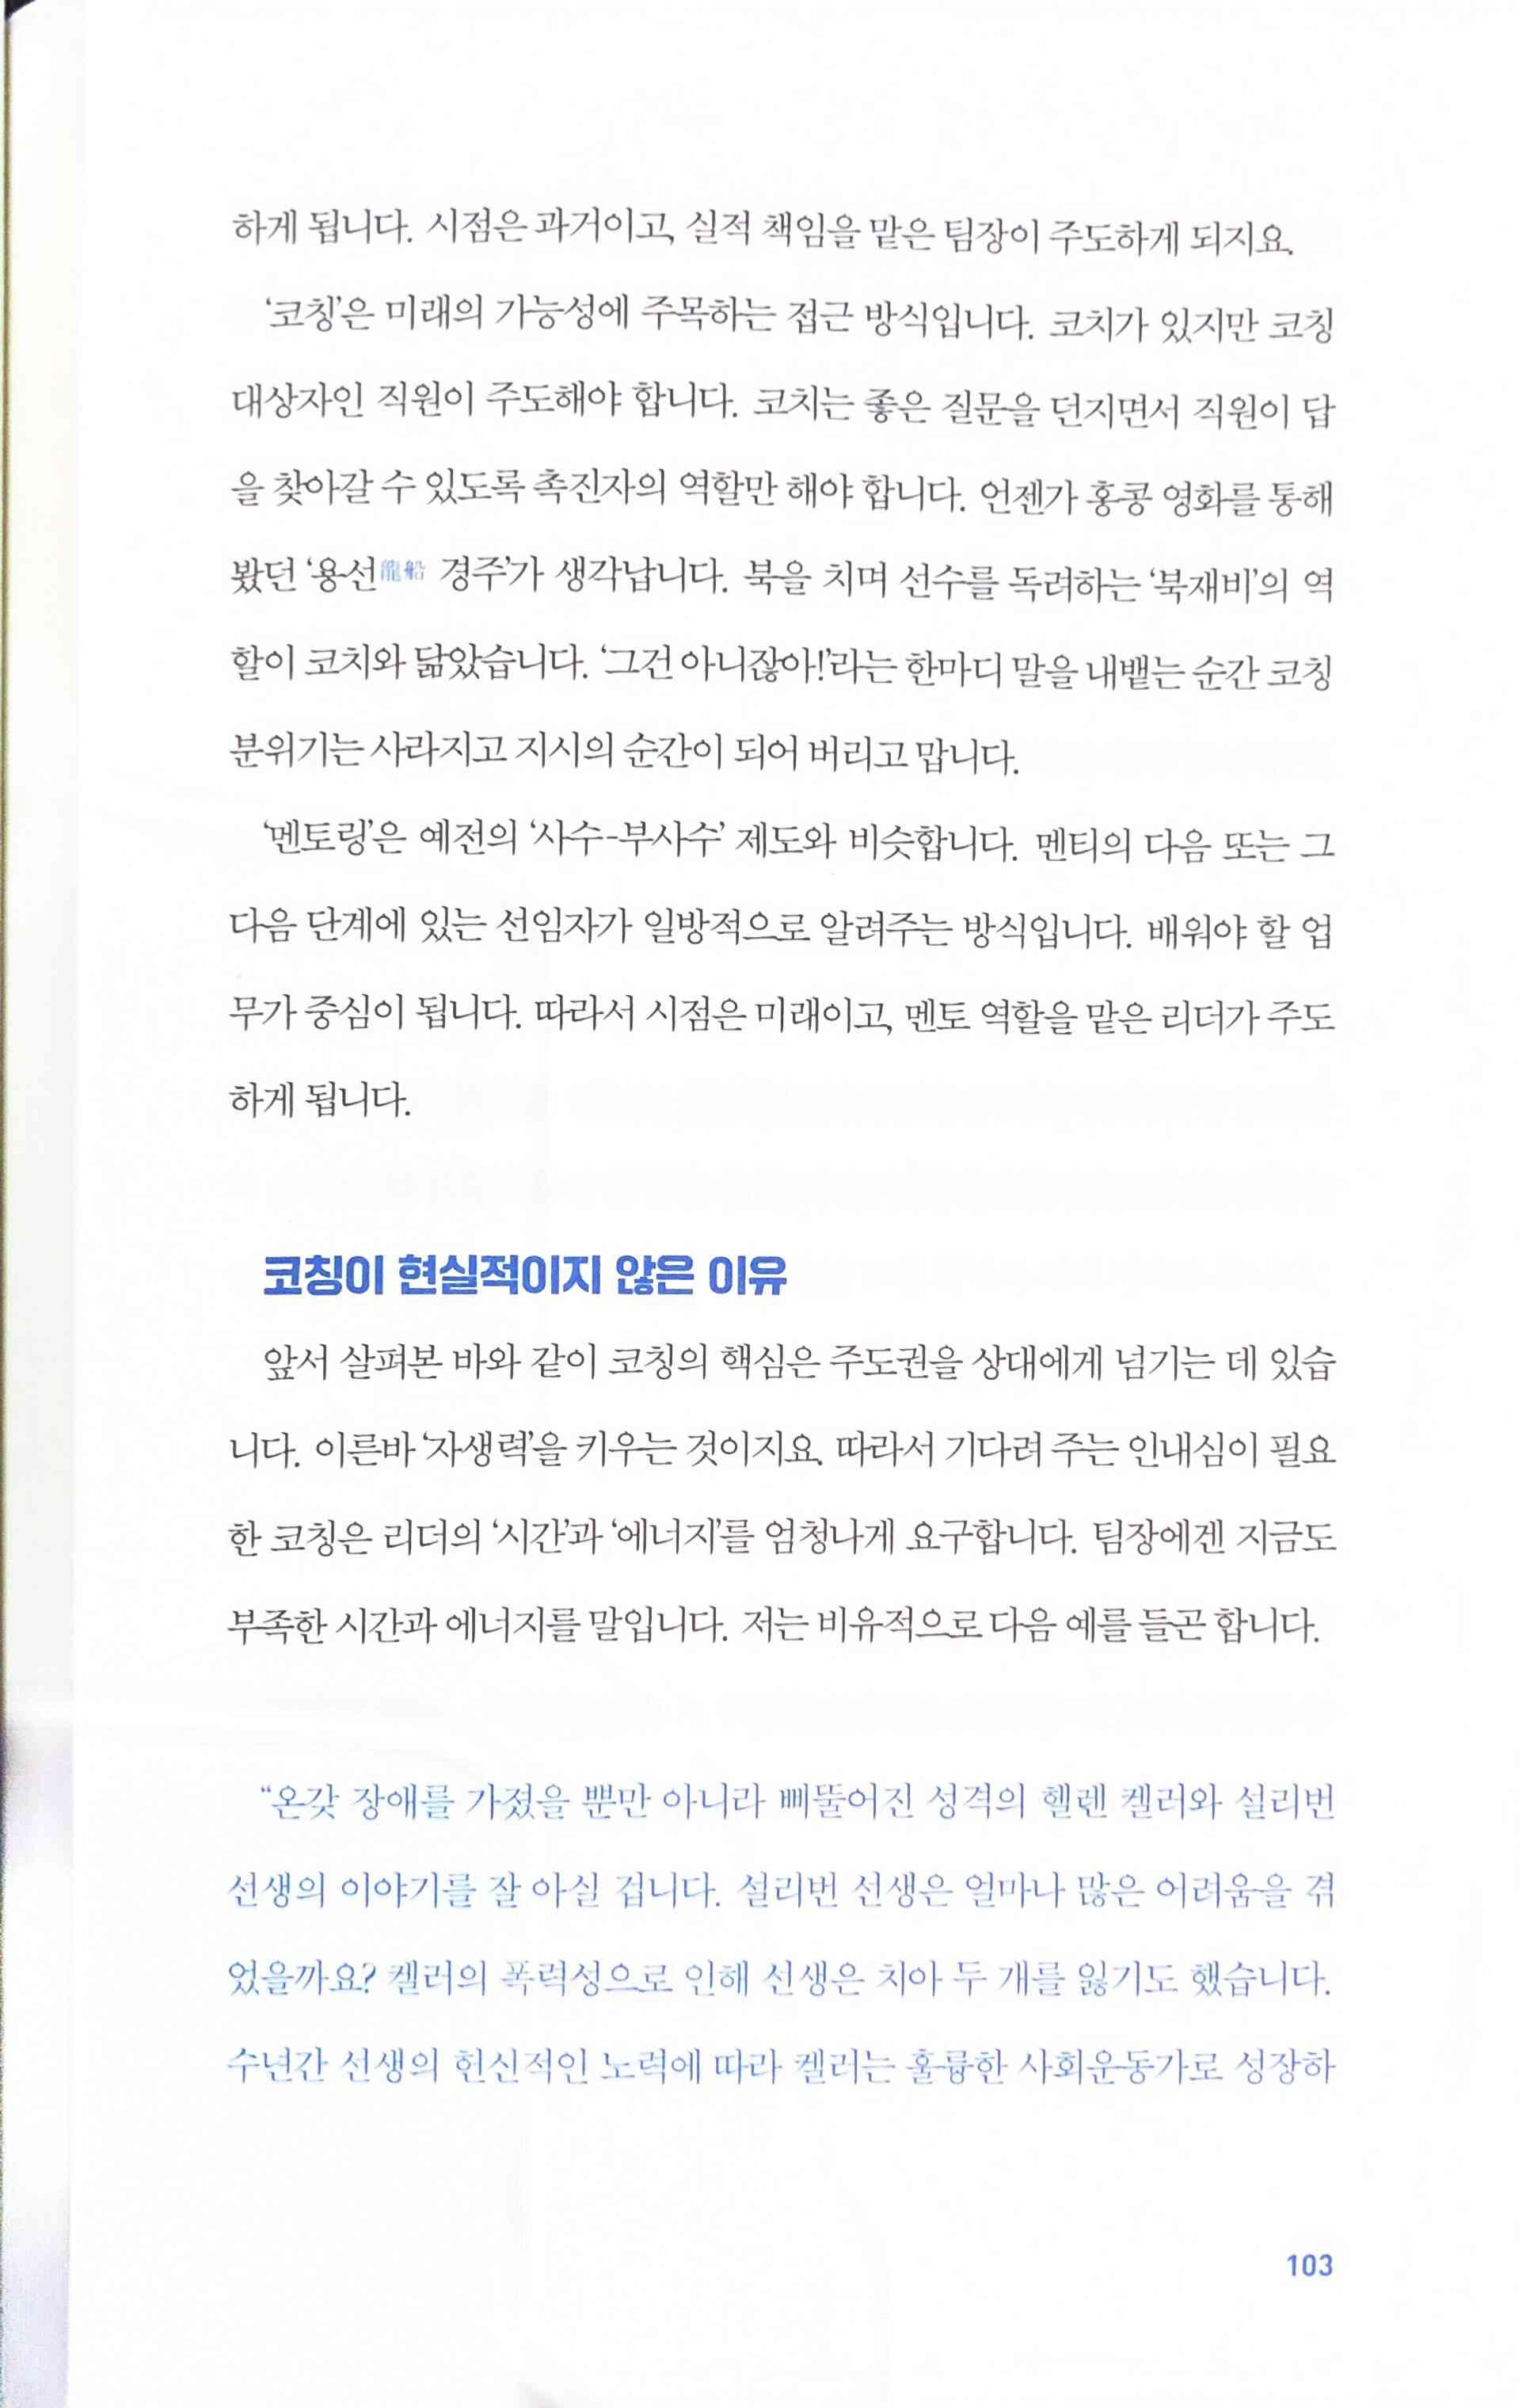 하게 됩니다. 시점은 과거이고, 실적 책임을 맡은 팀장이 주도하게 되지요.
‘코칭’은 미래의 가능성에 주목하는 접근 방식입니다. 코치가 있지만 코칭
대상자인 직원이 주도해야 합니다. 코치는 좋은 질문을 던지면서 직원이 답
을 찾아갈 수 있도록 촉진자의 역할만 해야 합니다. 언젠가 홍콩 영화를 통해
봤던 ‘용선龍船 경주’가 생각납니다. 북을 치며 선수를 독려하는 ‘북재비’의 역
할이 코치와 닮았습니다. ‘그건 아니잖아!’라는 한마디 말을 내뱉는 순간 코칭
분위기는 사라지고 지시의 순간이 되어 버리고 맙니다.
‘멘토링’은 예전의 ‘사수-부사수’ 제도와 비슷합니다. 멘티의 다음 또는 그
다음 단계에 있는 선임자가 일방적으로 알려주는 방식입니다. 배워야 할 업
무가 중심이 됩니다. 따라서 시점은 미래이고, 멘토 역할을 맡은 리더가 주도
하게 됩니다.
코칭이 현실적이지 않은 이유
앞서 살펴본 바와 같이 코칭의 핵심은 주도권을 상대에게 넘기는 데 있습
니다. 이른바 ‘자생력’을 키우는 것이지요. 따라서 기다려 주는 인내심이 필요
한 코칭은 리더의 ‘시간’과 ‘에너지’를 엄청나게 요구합니다. 팀장에겐 지금도
부족한 시간과 에너지를 말입니다. 저는 비유적으로 다음 예를 들곤 합니다.
“온갖 장애를 가졌을 뿐만 아니라 삐뚤어진 성격의 헬렌 켈러와 설리번
선생의 이야기를 잘 아실 겁니다. 설리번 선생은 얼마나 많은 어려움을 겪
었을까요? 켈러의 폭력성으로 인해 선생은 치아 두 개를 잃기도 했습니다.
수년간 선생의 헌신적인 노력에 따라 켈러는 훌륭한 사회운동가로 성장하
103